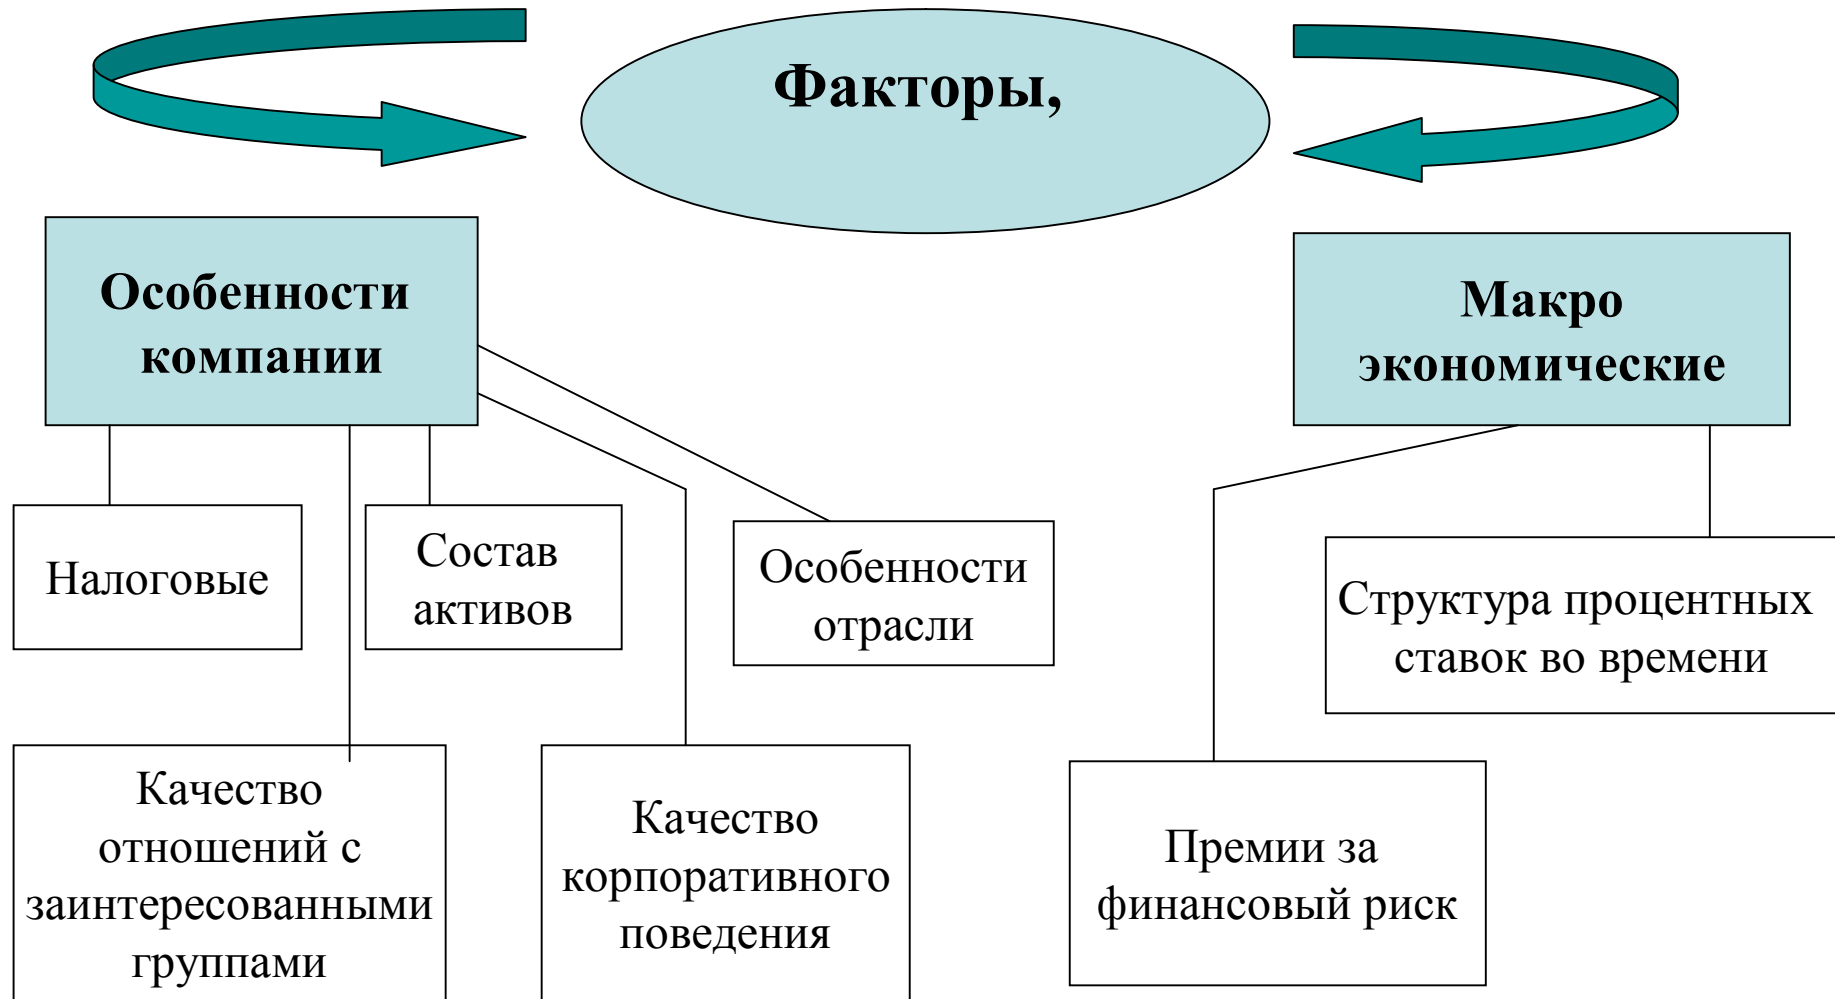 Факторы,
Особенности
компании
Макро
экономические
Налоговые
Состав
активов
Особенности
отрасли
Структура процентных
ставок во времени
Качество
отношений с
заинтересованными
группами
Качество
корпоративного
поведения
Премии за
финансовый риск